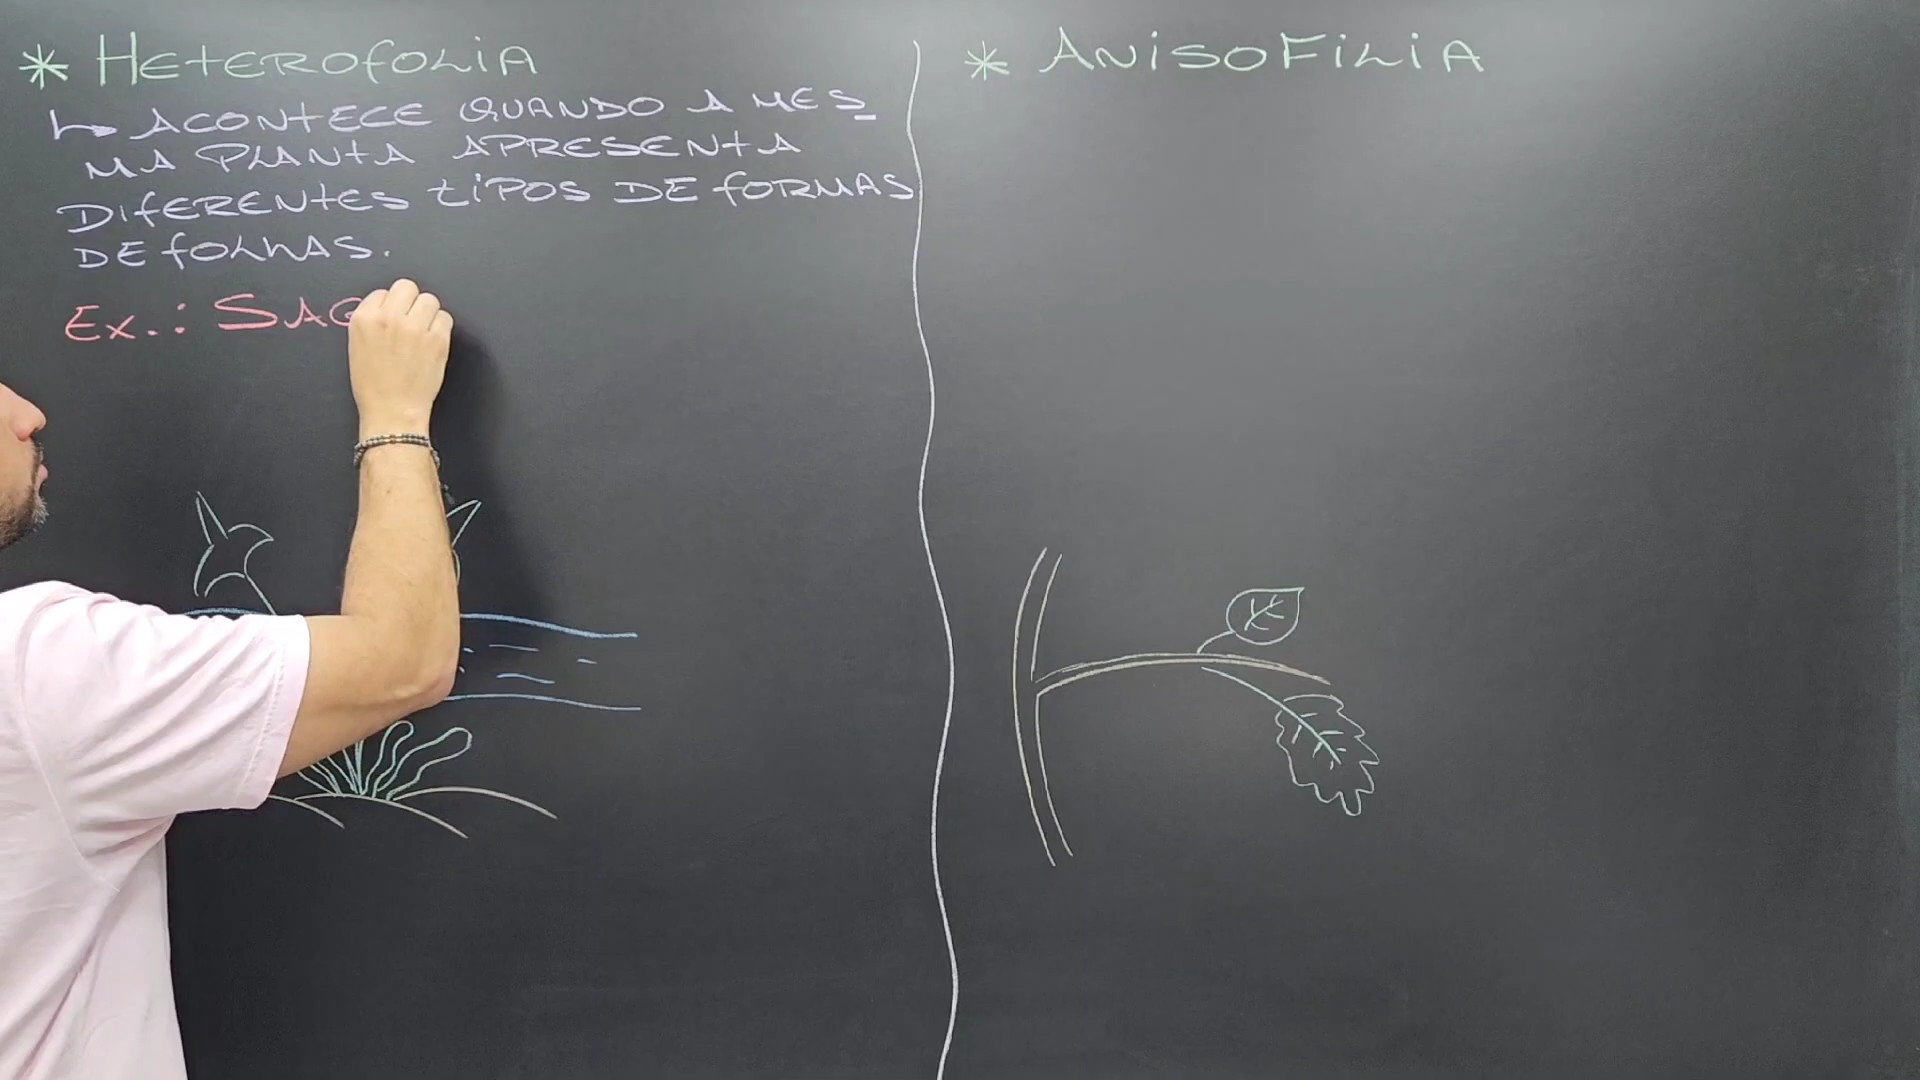 * HETEROFOLIA
↳ ACONTECE QUANDO A MES
MA PLANTA APRESENTA
DIFERENTES TIPOS DE FORMAS
DE FOLHAS.
Ex.: SAG
* ANISOFILIA